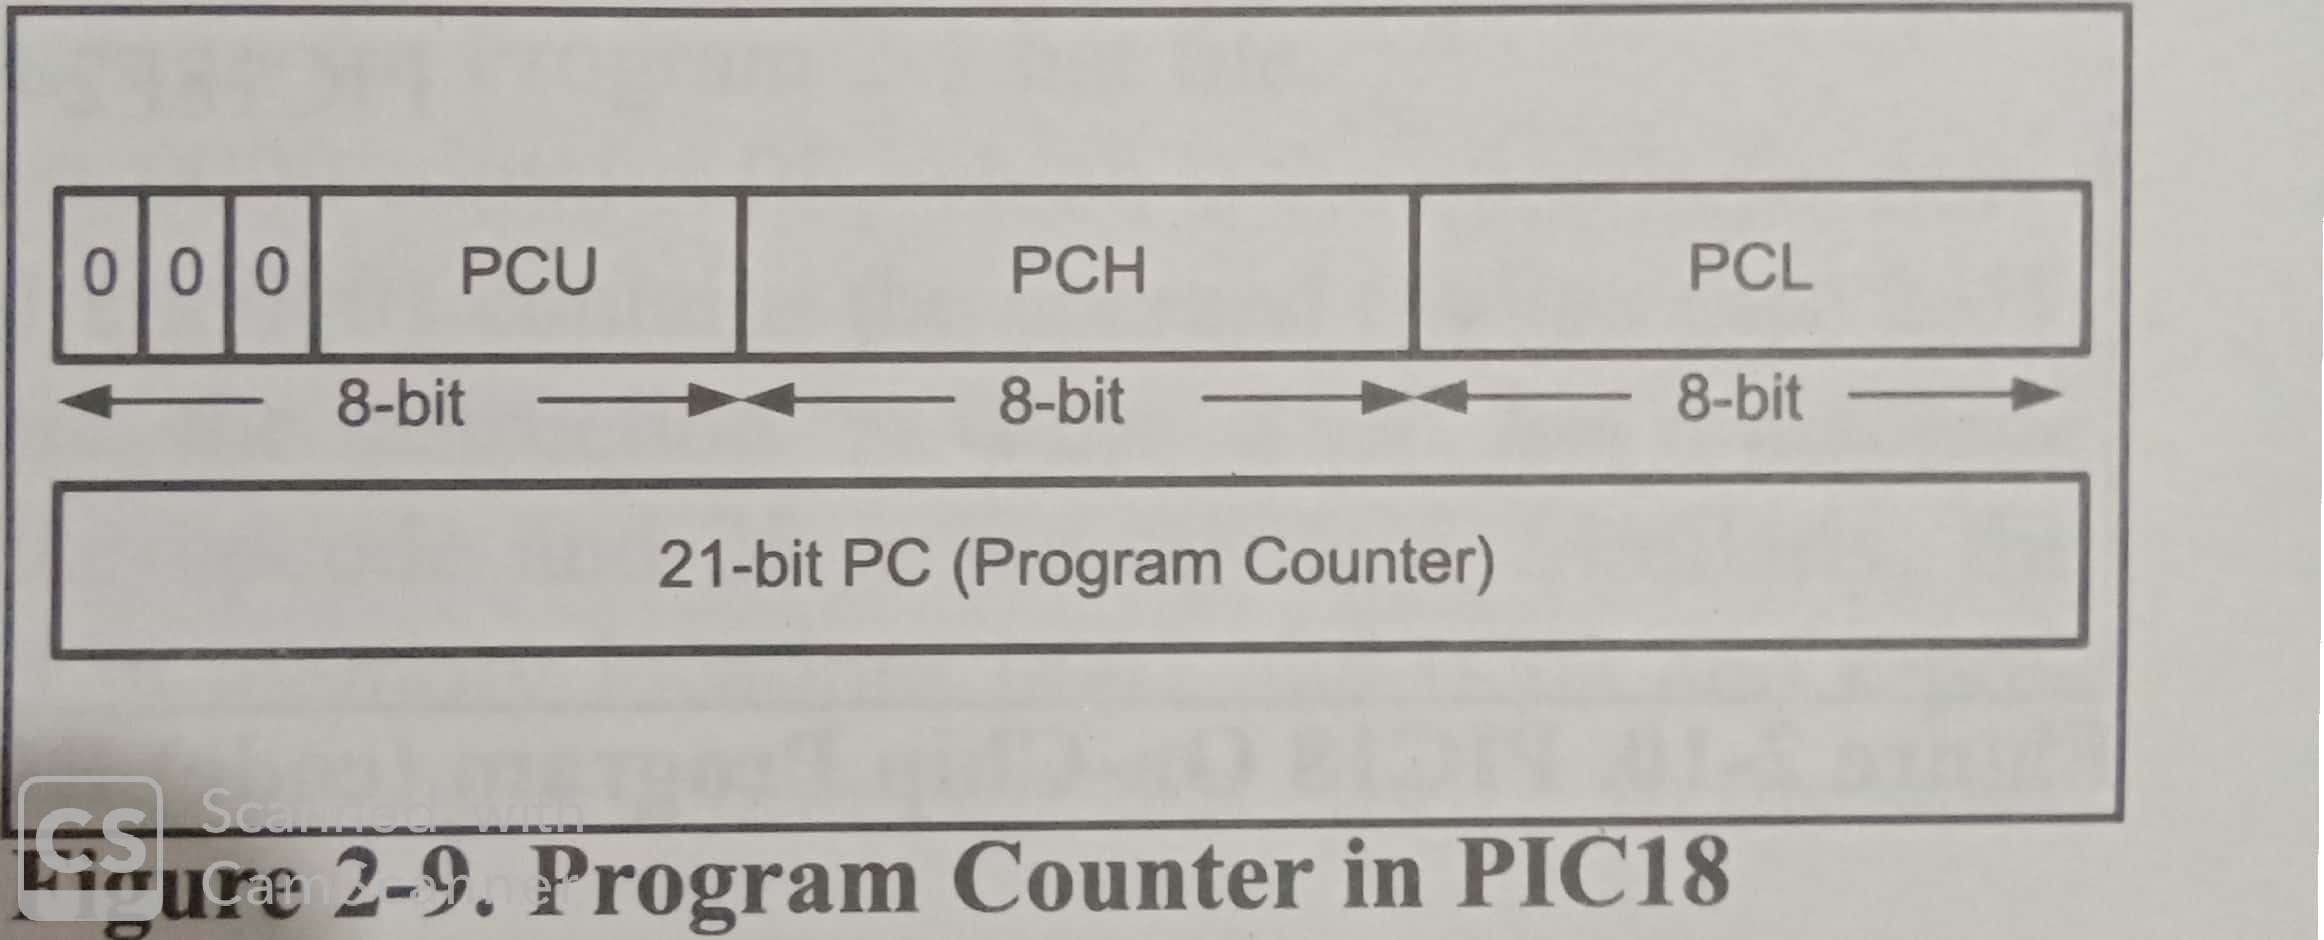 0 0 0 PCU PCH PCL
8-bit 8-bit 8-bit
21-bit PC (Program Counter)
CS Scanned with
CamScanner
Figure 2-9. Program Counter in PIC18